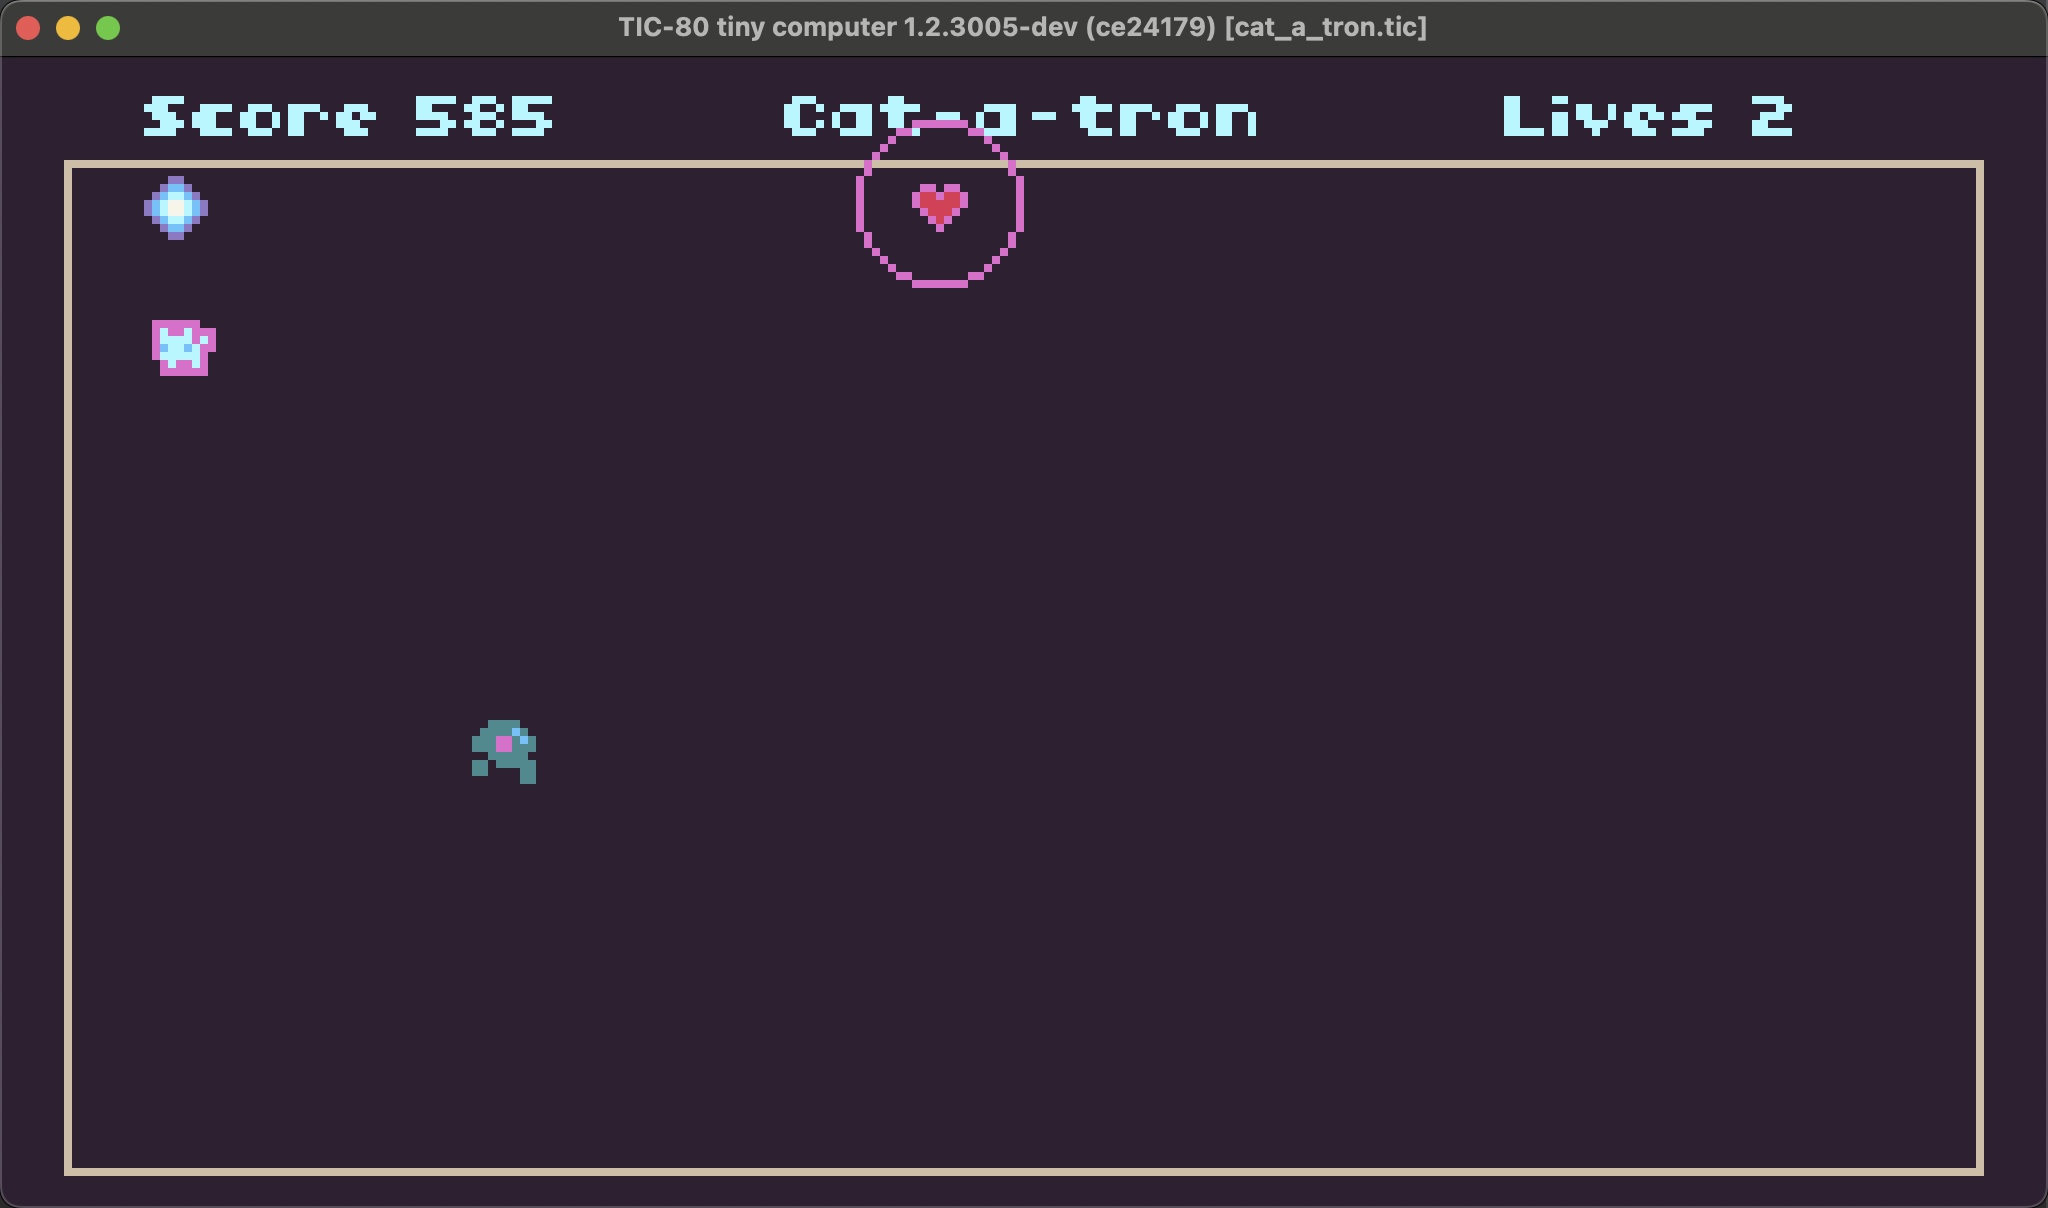 TIC-80 tiny computer 1.2.3005-dev (ce24179) [cat_a_tron.tic]
Score 585 Cat-a-tron Lives 2